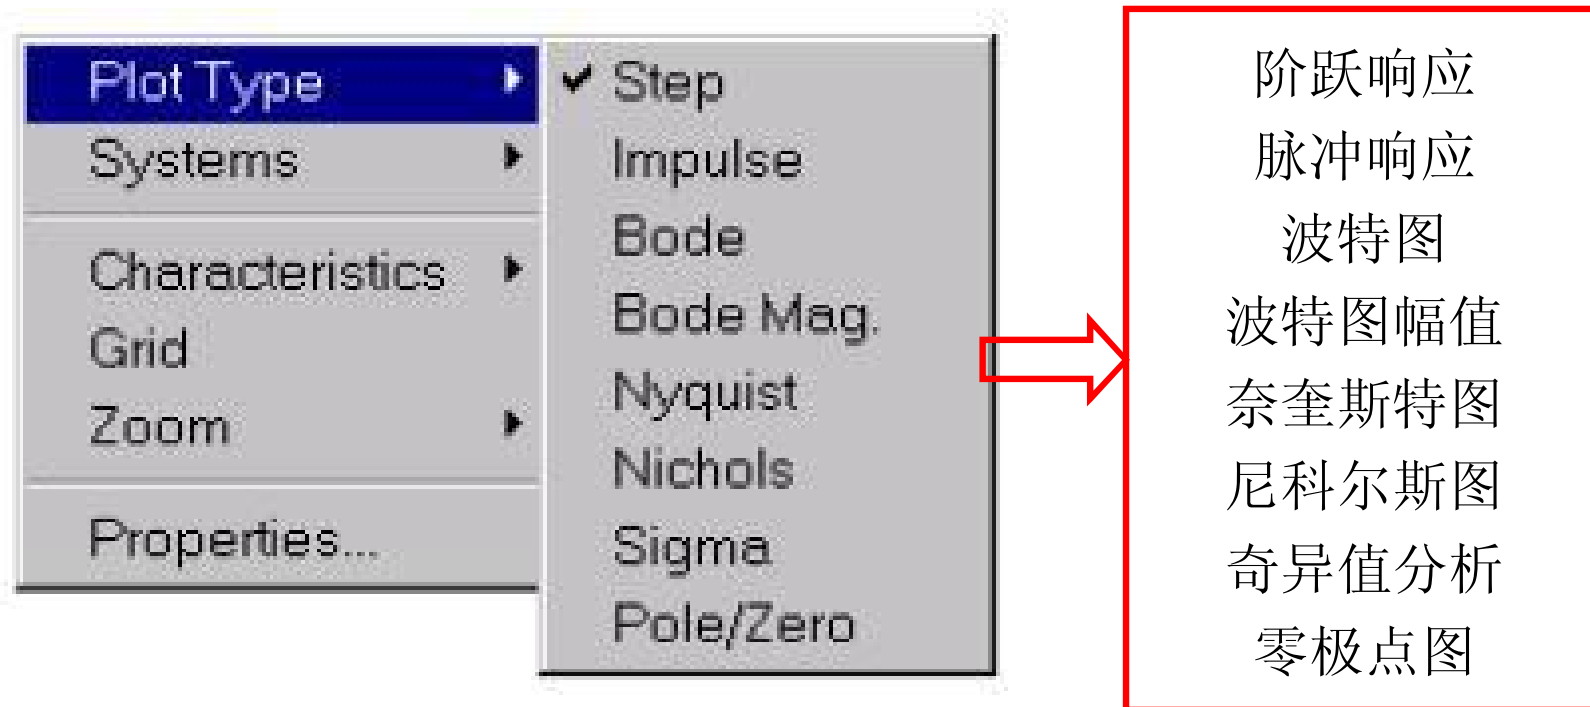 Plot Type
Systems
Characteristics
Grid
Zoom
Properties...
Step
Impulse
Bode
Bode Mag.
Nyquist
Nichols
Sigma
Pole/Zero
阶跃响应
脉冲响应
波特图
波特图幅值
奈奎斯特图
尼科尔斯图
奇异值分析
零极点图